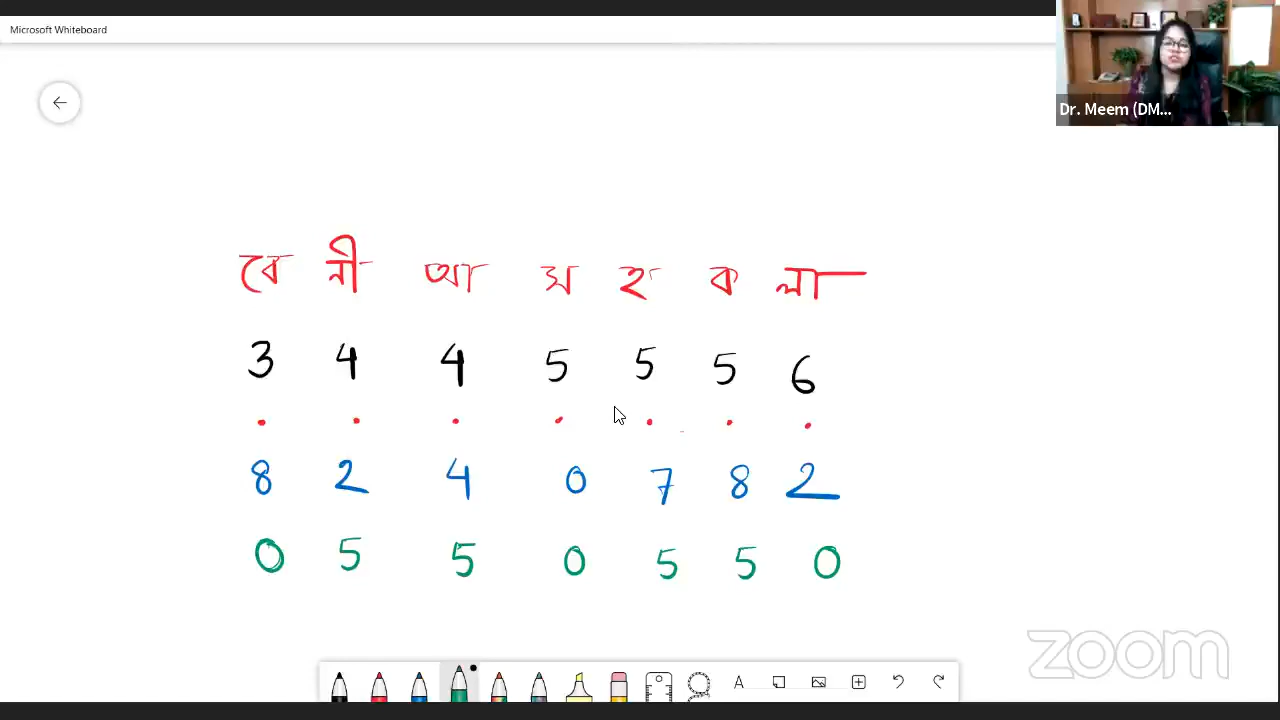 Microsoft Whiteboard
Dr. Meem (DM...
বে নী আ স হ ক লা
3 4 4 5 5 5 6
. . . . . . .
8 2 4 0 7 8 2
0 5 5 0 5 5 0
zoom
A